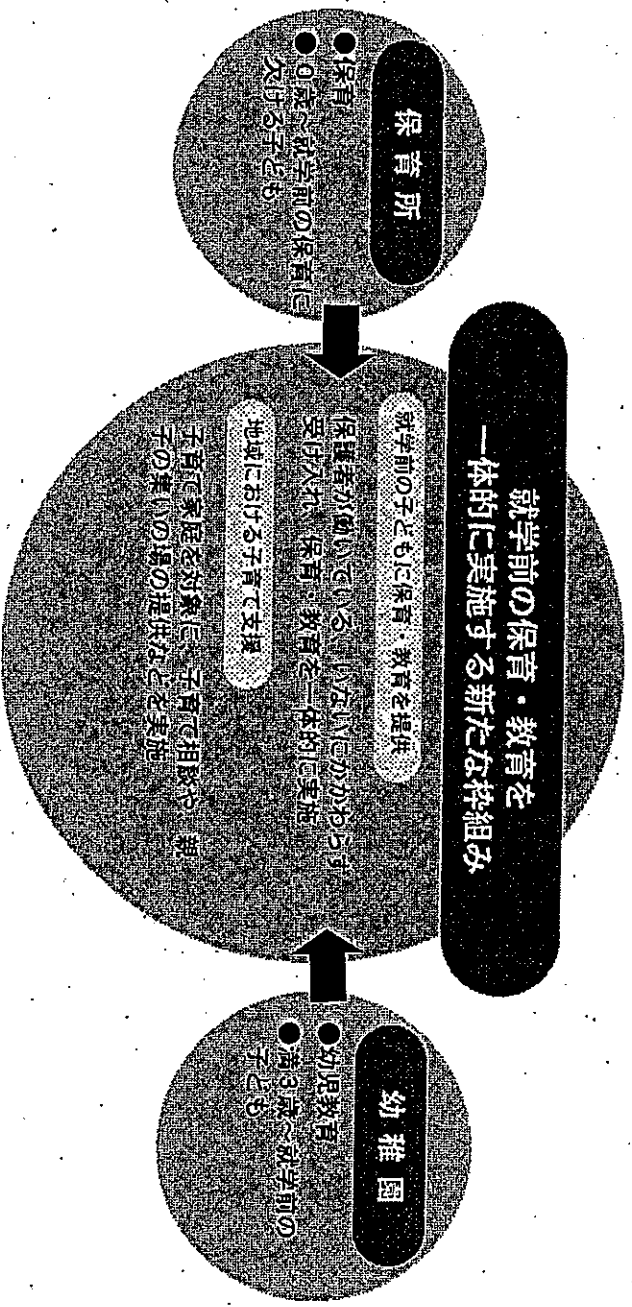 就学前の保育・教育を
一体的に実施する新たな枠組み
保育所
●保育
●0歳～就学前の保育に
欠ける子ども
就学前の子どもに保育・教育を提供
保護者が働いている、いないにかかわらず
受け入れ、保育・教育を一体的に実施
地域における子育て支援
子育て家庭を対象に、子育て相談や、親
子の集いの場の提供などを実施
幼稚園
●幼児教育
●満3歳～就学前の
子ども